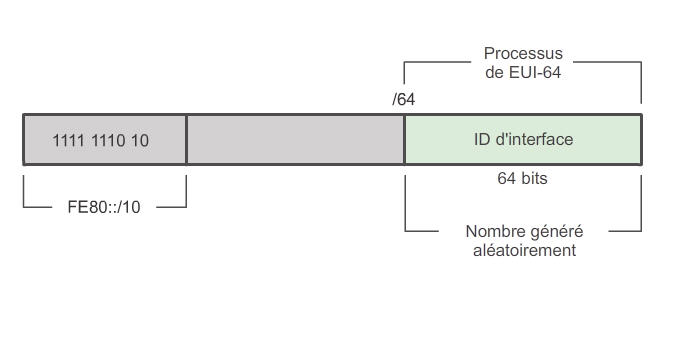 Processus
de EUI-64
/64
1111 1110 10
ID d'interface
64 bits
FE80::/10
Nombre généré
aléatoirement